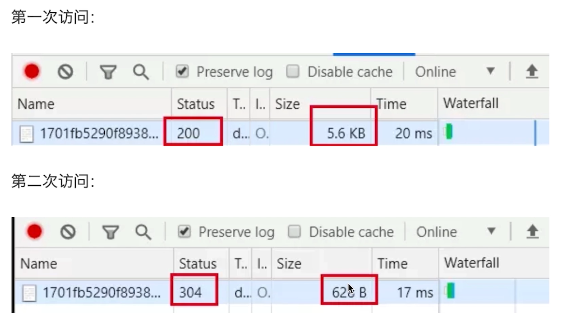 第一次访问：
Preserve log Disable cache Online
Name Status T.. I.. Size Time Waterfall
1701fb5290f8938... 200 d... O. 5.6 KB 20 ms
第二次访问：
Preserve log Disable cache Online
Name Status T.. I.. Size Time Waterfall
1701fb5290f8938... 304 d... O. 628 B 17 ms